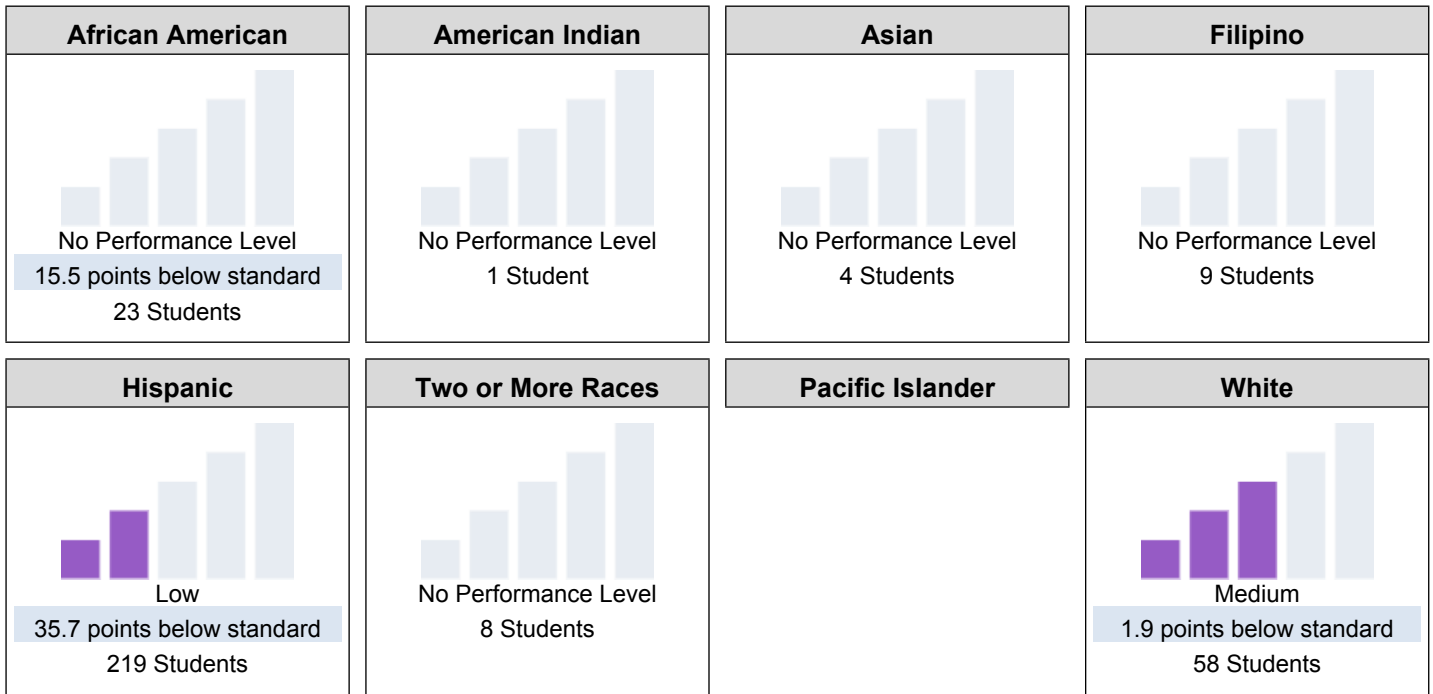 African American
No Performance Level
15.5 points below standard
23 Students
American Indian
No Performance Level
1 Student
Asian
No Performance Level
4 Students
Filipino
No Performance Level
9 Students
Hispanic
Low
35.7 points below standard
219 Students
Two or More Races
No Performance Level
8 Students
Pacific Islander
White
Medium
1.9 points below standard
58 Students